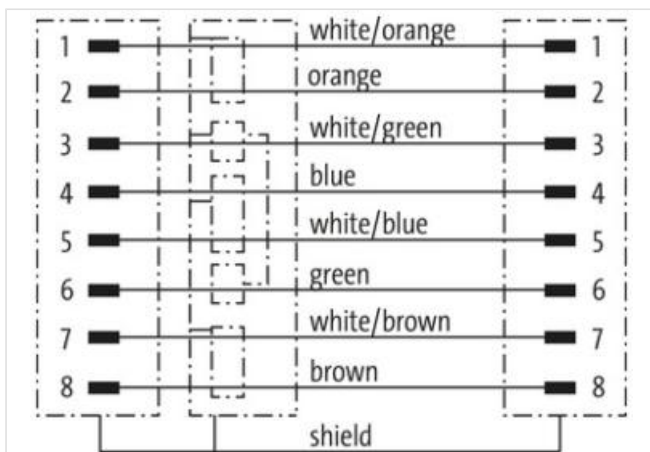 1 white/orange 1
2 orange 2
3 white/green 3
4 blue 4
5 white/blue 5
6 green 6
7 white/brown 7
8 brown 8
shield